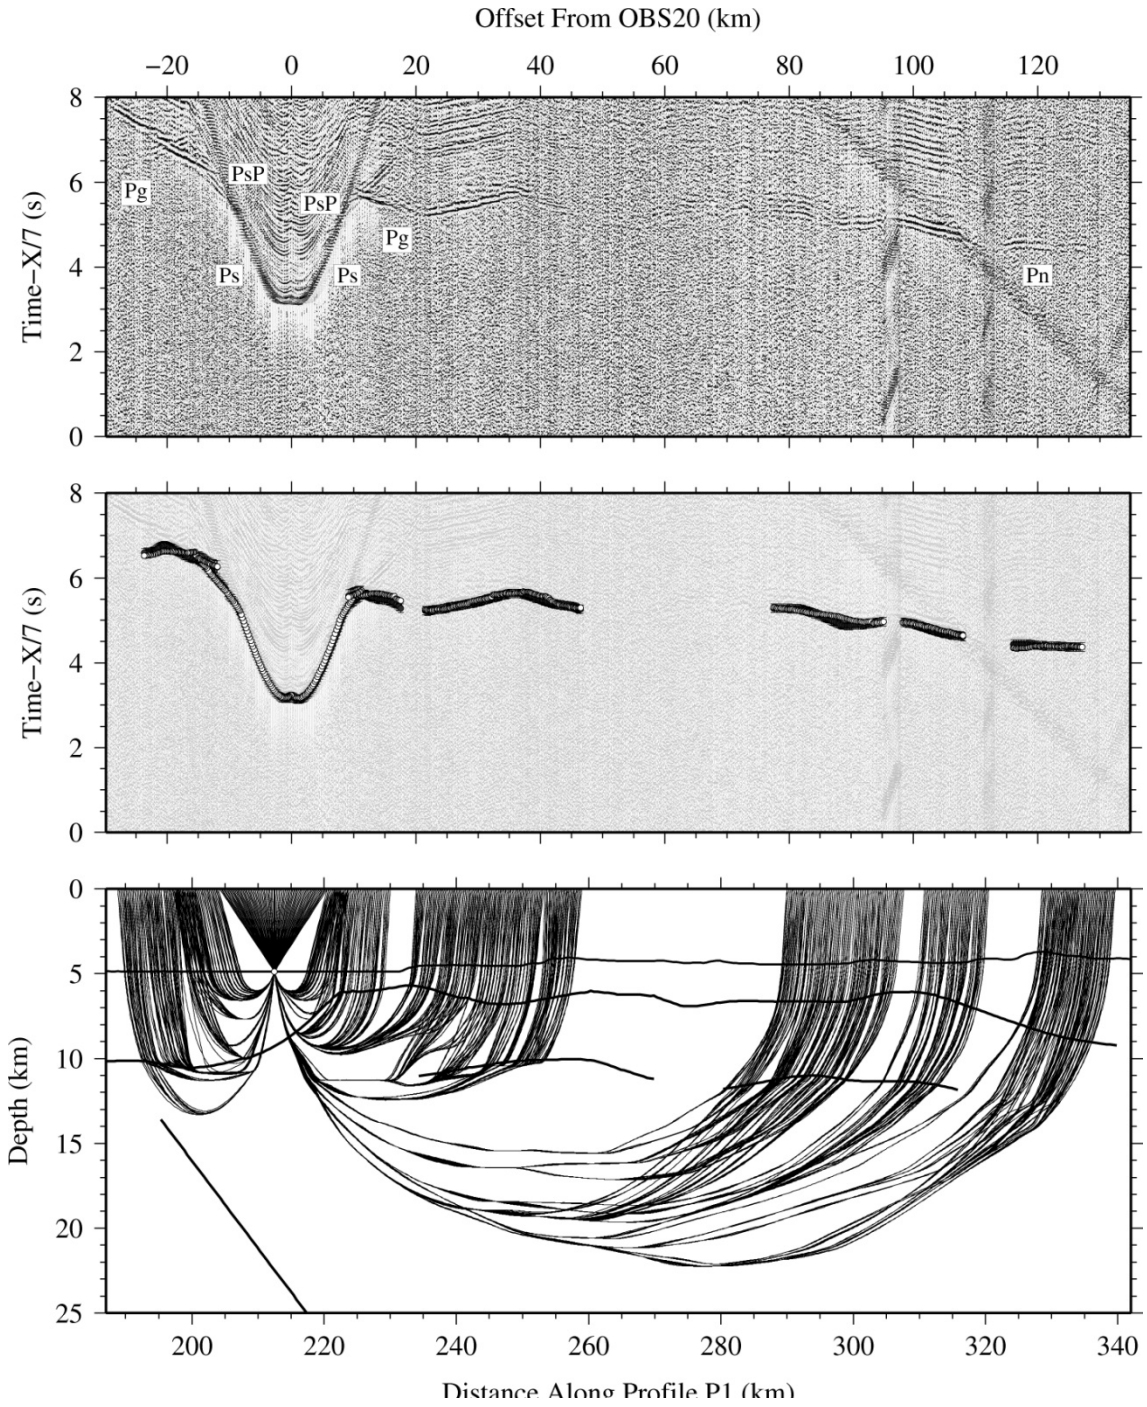 Offset From OBS20 (km)
−20 0 20 40 60 80 100 120
8
6
4
2
0
Time−X/7 (s)
Pg
PsP
PsP
Pg
Ps
Ps
Pn
8
6
4
2
0
Time−X/7 (s)
0
5
10
15
20
25
Depth (km)
200 220 240 260 280 300 320 340
Distance Along Profile P1 (km)